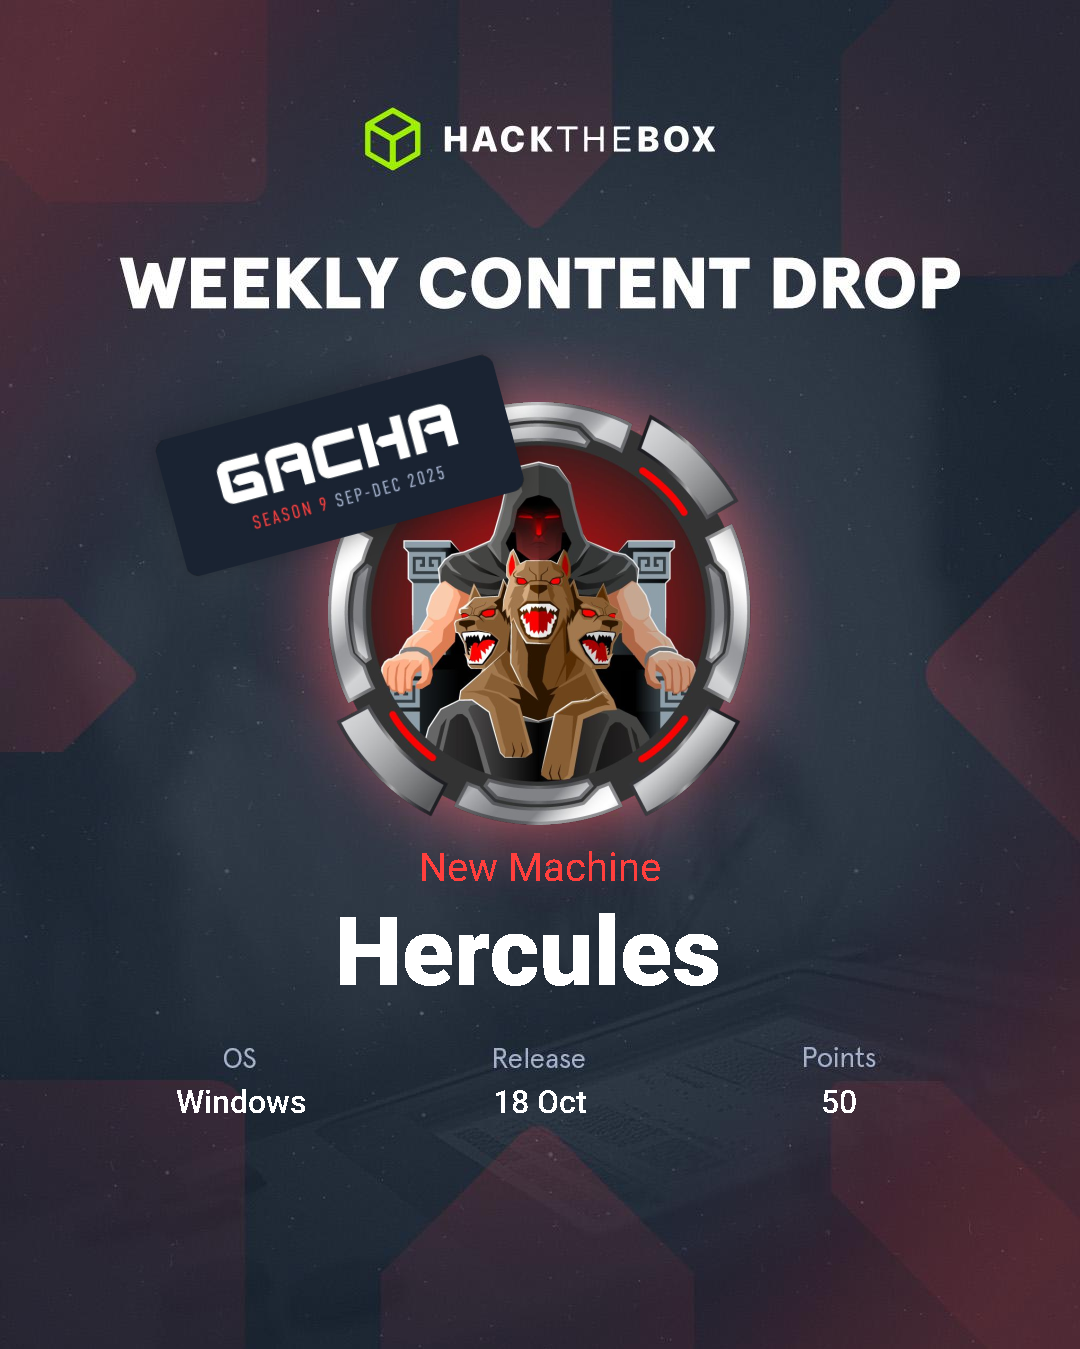 HACKTHEBOX
WEEKLY CONTENT DROP
GACHA
SEASON 9 SEP-DEC 2025
New Machine
Hercules
OS
Windows
Release
18 Oct
Points
50